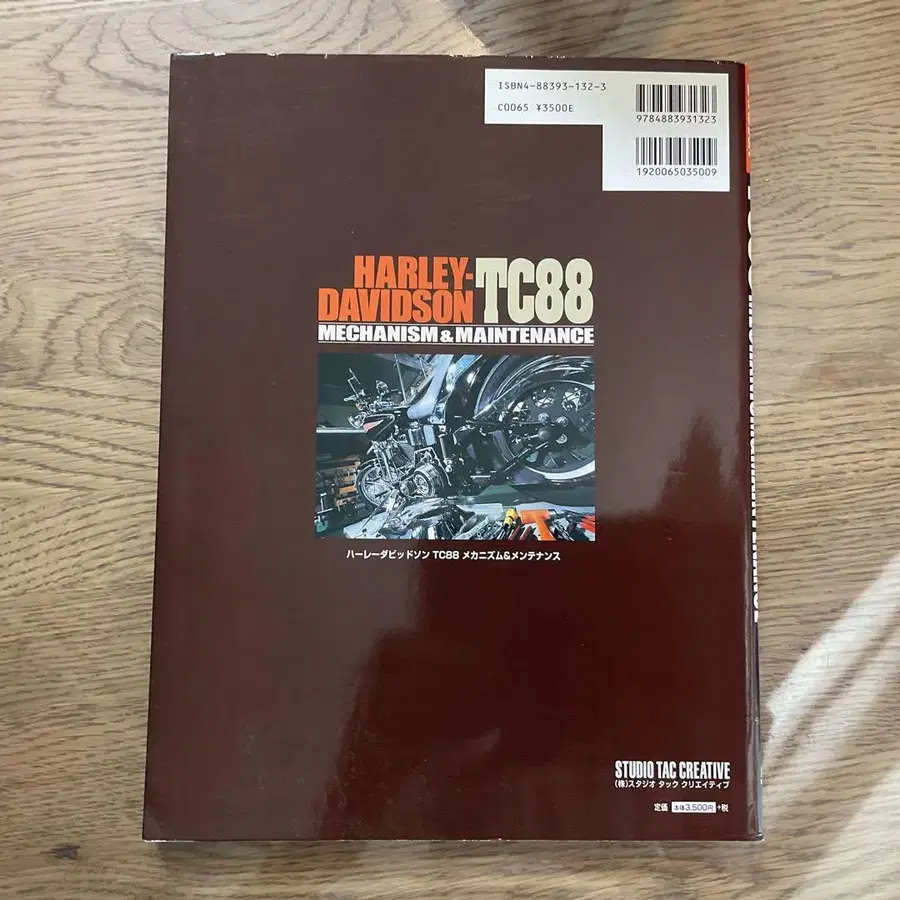 ISBN4-88393-132-3
C0065 ¥3500E
9784883931323
1920065035009
HARLEY-
DAVIDSON TC88
MECHANISM & MAINTENANCE
ハーレーダビッドソン TC88 メカニズム&メンテナンス
STUDIO TAC CREATIVE
(株)スタジオ タック クリエイティブ
定価 本体3,500円 +税